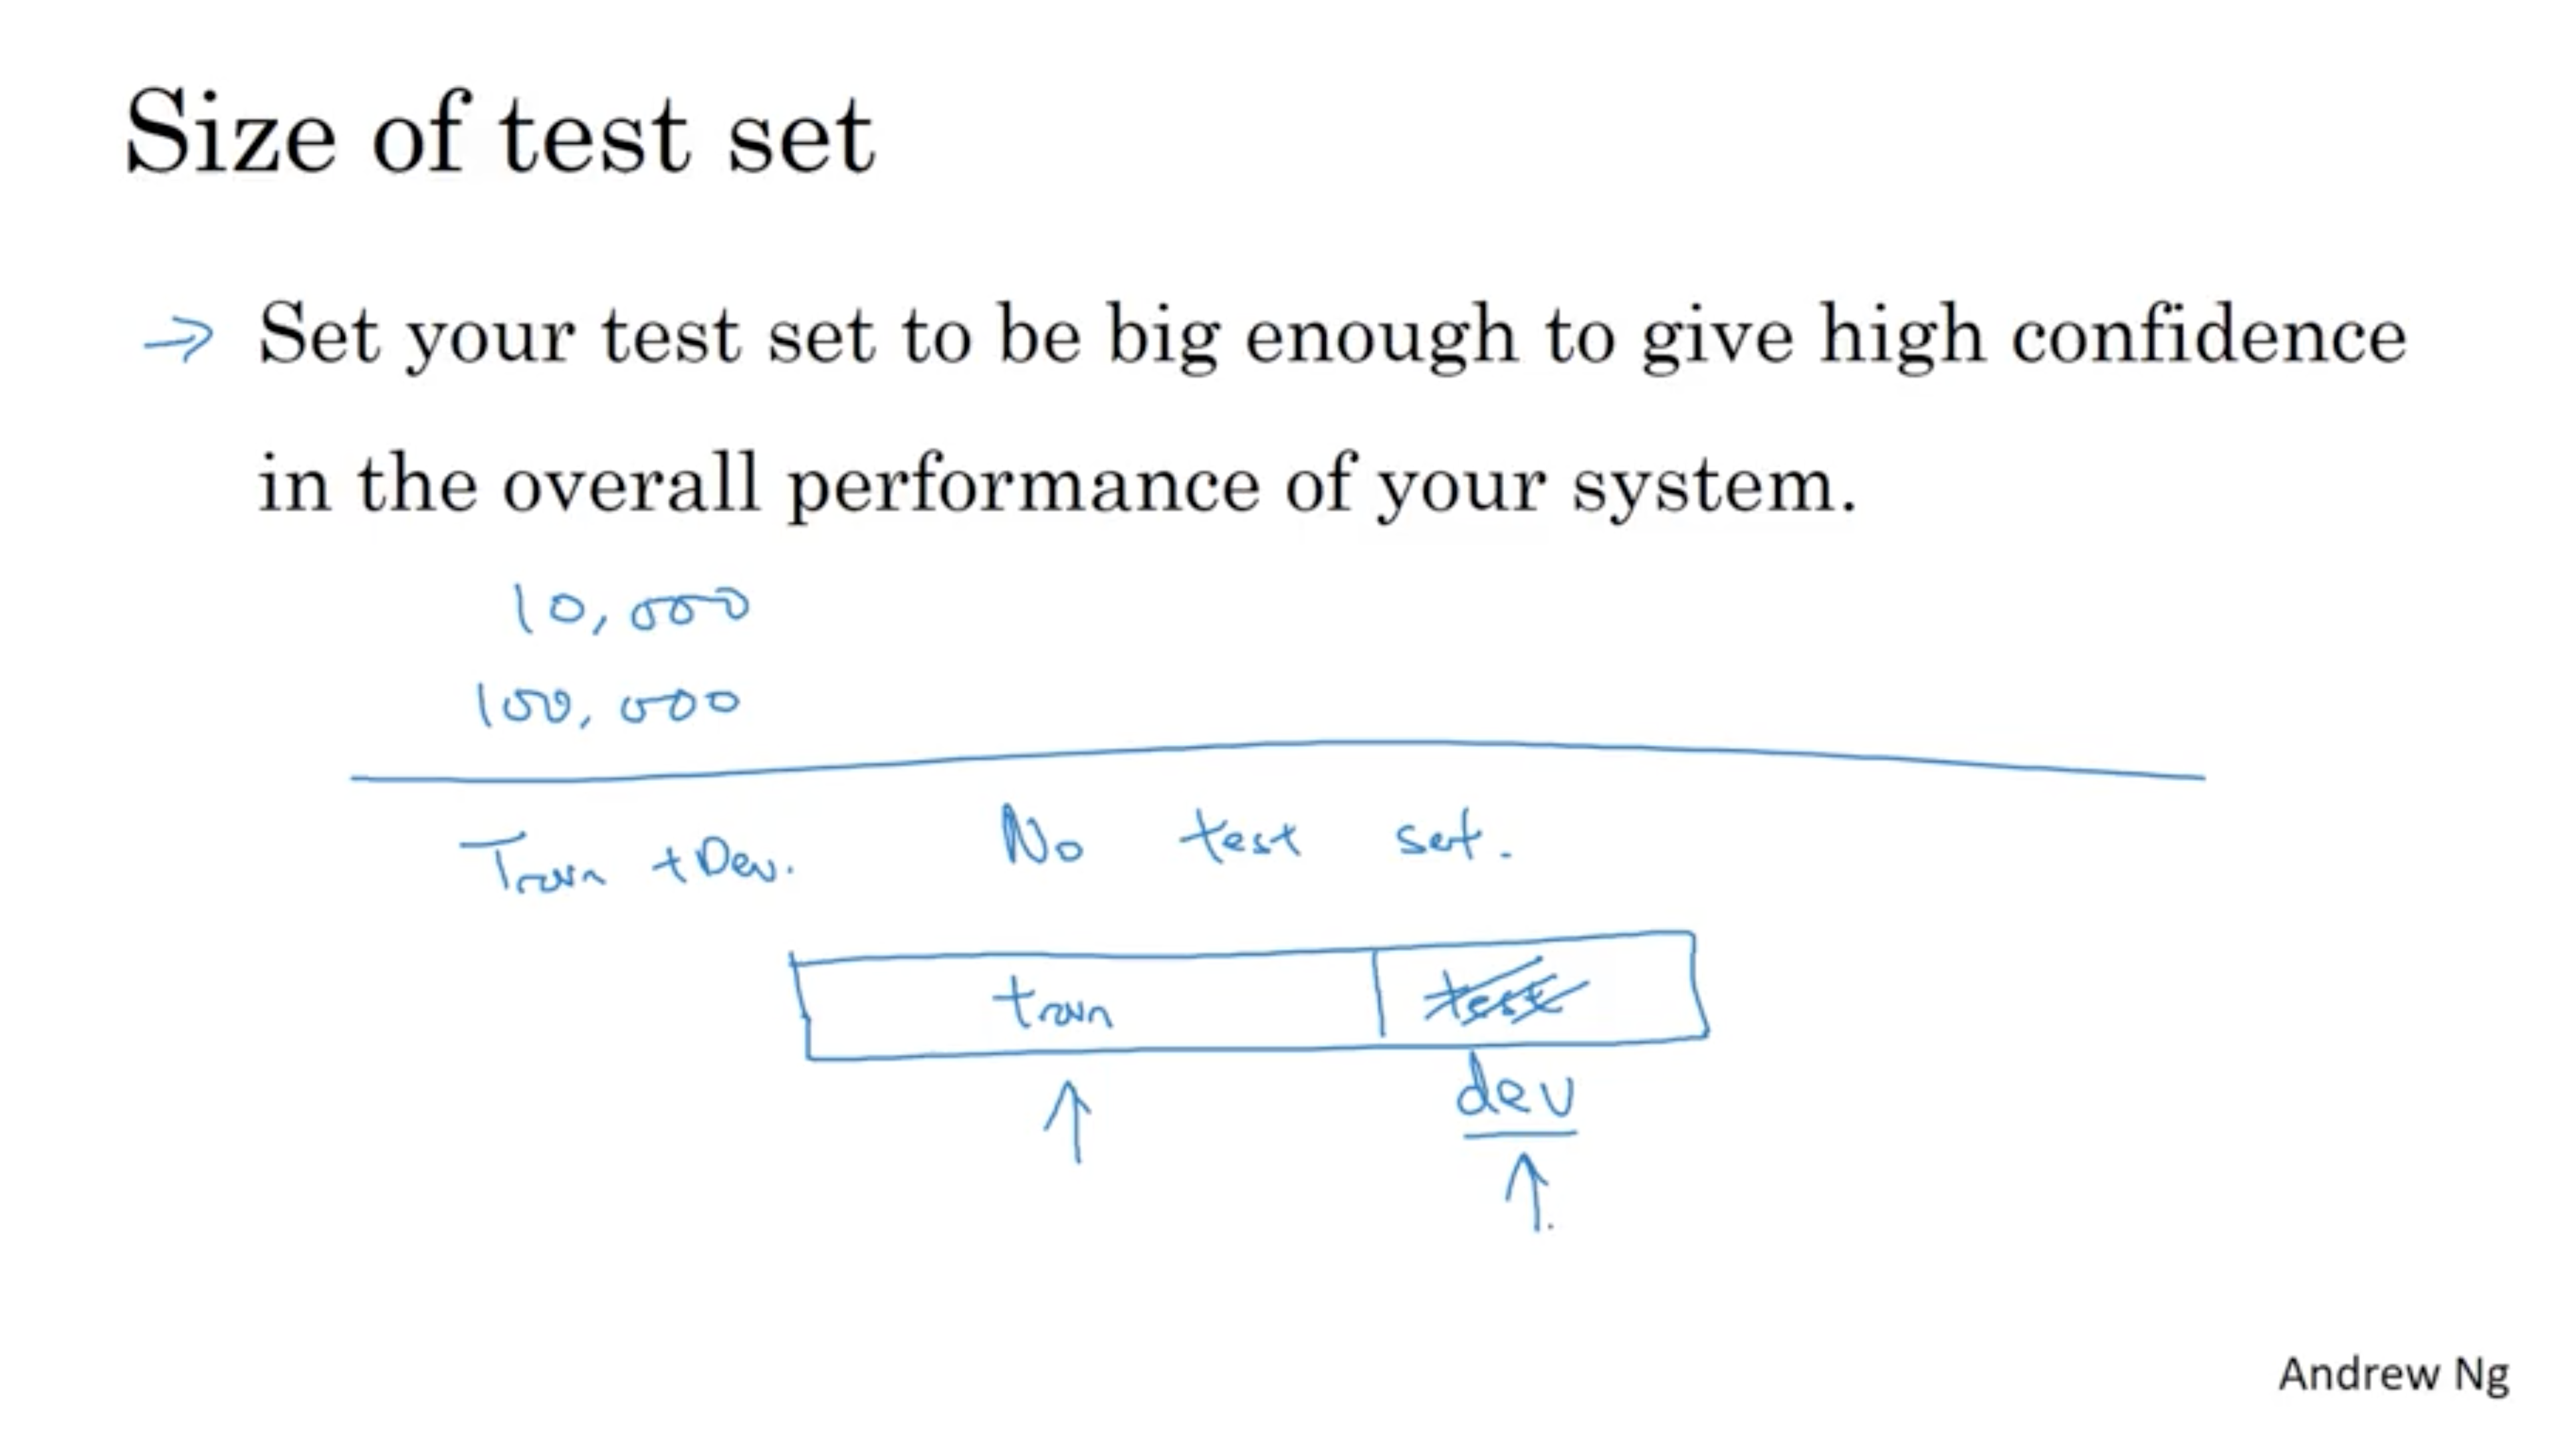 Size of test set
→ Set your test set to be big enough to give high confidence
in the overall performance of your system.
10,000
100,000
Train + Dev. No test set.
train test
dev
Andrew Ng